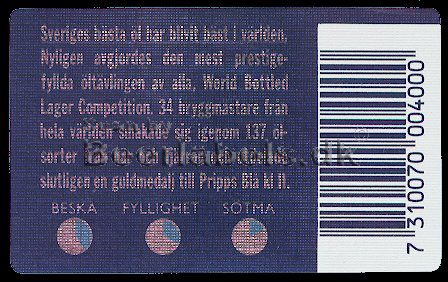 Sveriges bästa öl har blivit bäst i världen.
Nyligen avgjordes den mest prestige-
fyllda öltävlingen av alla, World Bottled
Lager Competition. 34 bryggmästare från
hela världen smakade sig igenom 137 öl-
sorter
slutligen en guldmedalj till Pripps Blå kl II.
Beerlabels.dk
BESKA FYLLIGHET SÖTMA
7 310070 004000